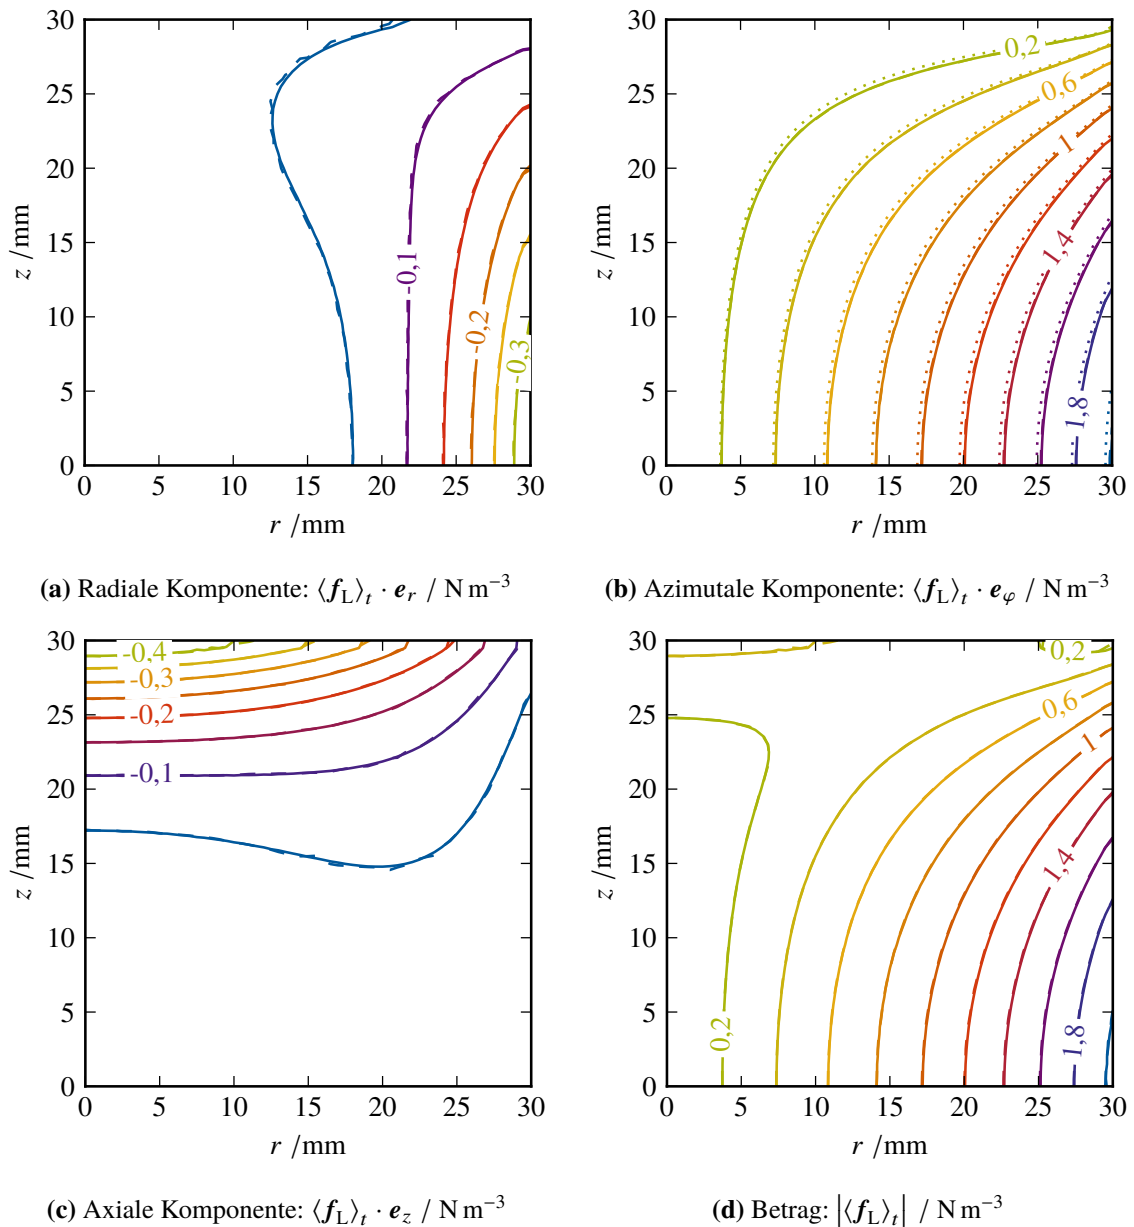 30
25
20
15
10
5
0
z /mm
-0,1
-0,2
-0,3
0 5 10 15 20 25 30
r /mm
(a) Radiale Komponente: ⟨f_L⟩_t · e_r / N m⁻³
30
25
20
15
10
5
0
z /mm
0,2
0,6
1
1,4
1,8
0 5 10 15 20 25 30
r /mm
(b) Azimutale Komponente: ⟨f_L⟩_t · e_φ / N m⁻³
30
25
20
15
10
5
0
z /mm
-0,4
-0,3
-0,2
-0,1
0 5 10 15 20 25 30
r /mm
(c) Axiale Komponente: ⟨f_L⟩_t · e_z / N m⁻³
30
25
20
15
10
5
0
z /mm
0,2
0,6
1
1,4
0,2
1,8
0 5 10 15 20 25 30
r /mm
(d) Betrag: |⟨f_L⟩_t| / N m⁻³